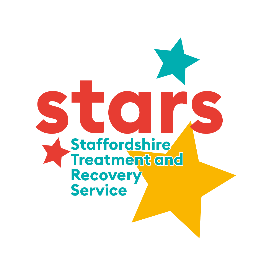 stars
Staffordshire
Treatment and
Recovery
Service